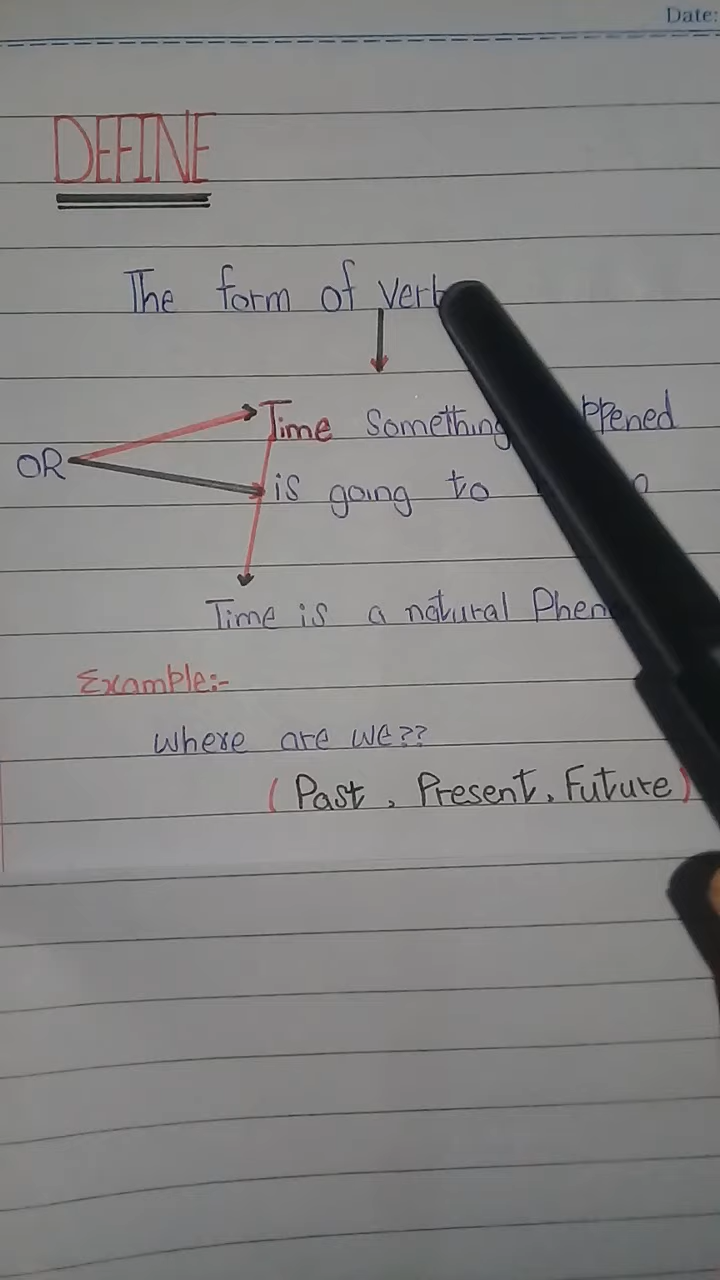 Date:
DEFINE
The form of verb
Time Something
OR
is going to
Time is a natural
Example:-
where are we??
(Past, Present, Future)